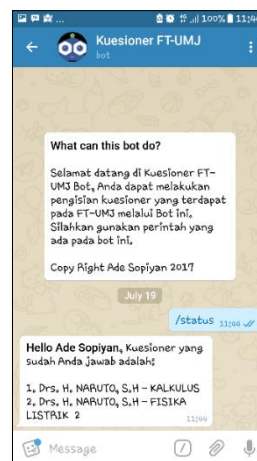 100% 11:44
Kuesioner FT-UMJ
bot
What can this bot do?
Selamat datang di Kuesioner FT-
UMJ Bot, Anda dapat melakukan
pengisian kuesioner yang terdapat
pada FT-UMJ melalui Bot ini.
Silahkan gunakan perintah yang
ada pada bot ini.
Copy Right Ade Sopiyan 2017
July 19
/status 11:44
Hello Ade Sopiyan, Kuesioner yang
sudah Anda jawab adalah:
1. Drs. H. NARUTO, S.H – KALKULUS
2. Drs. H. NARUTO, S.H – FISIKA
LISTRIK 2
11:44
Message